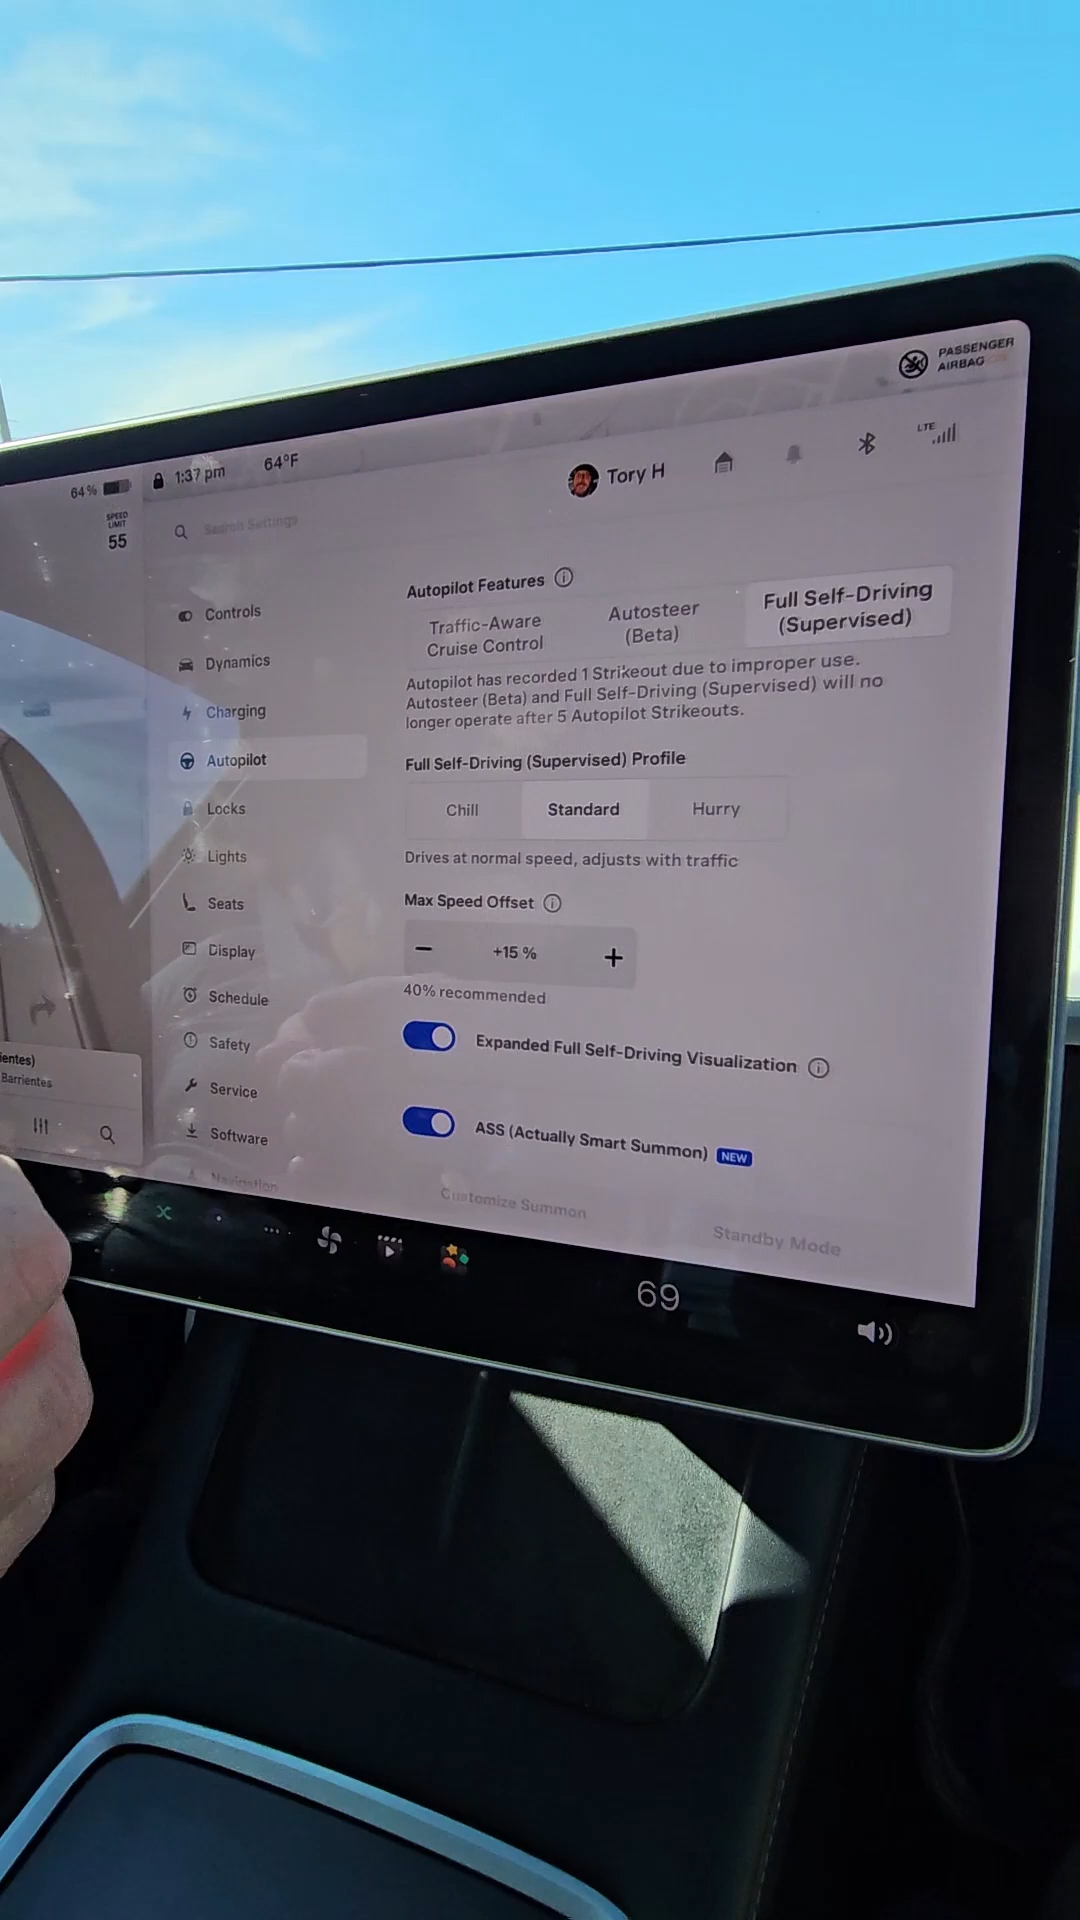 PASSENGER
AIRBAG
64%
1:37 pm
64°F
Tory H
LTE
SPEED
LIMIT
55
Search Settings
Controls
Dynamics
Charging
Autopilot
Locks
Lights
Seats
Display
Schedule
Safety
Service
Software
Navigation
Autopilot Features
Traffic-Aware
Cruise Control
Autosteer
(Beta)
Full Self-Driving
(Supervised)
Autopilot has recorded 1 Strikeout due to improper use.
Autosteer (Beta) and Full Self-Driving (Supervised) will no
longer operate after 5 Autopilot Strikeouts.
Full Self-Driving (Supervised) Profile
Chill
Standard
Hurry
Drives at normal speed, adjusts with traffic
Max Speed Offset
− +15 % +
40% recommended
Expanded Full Self-Driving Visualization
ASS (Actually Smart Summon) NEW
Customize Summon
Standby Mode
ientes)
Barrientes
69